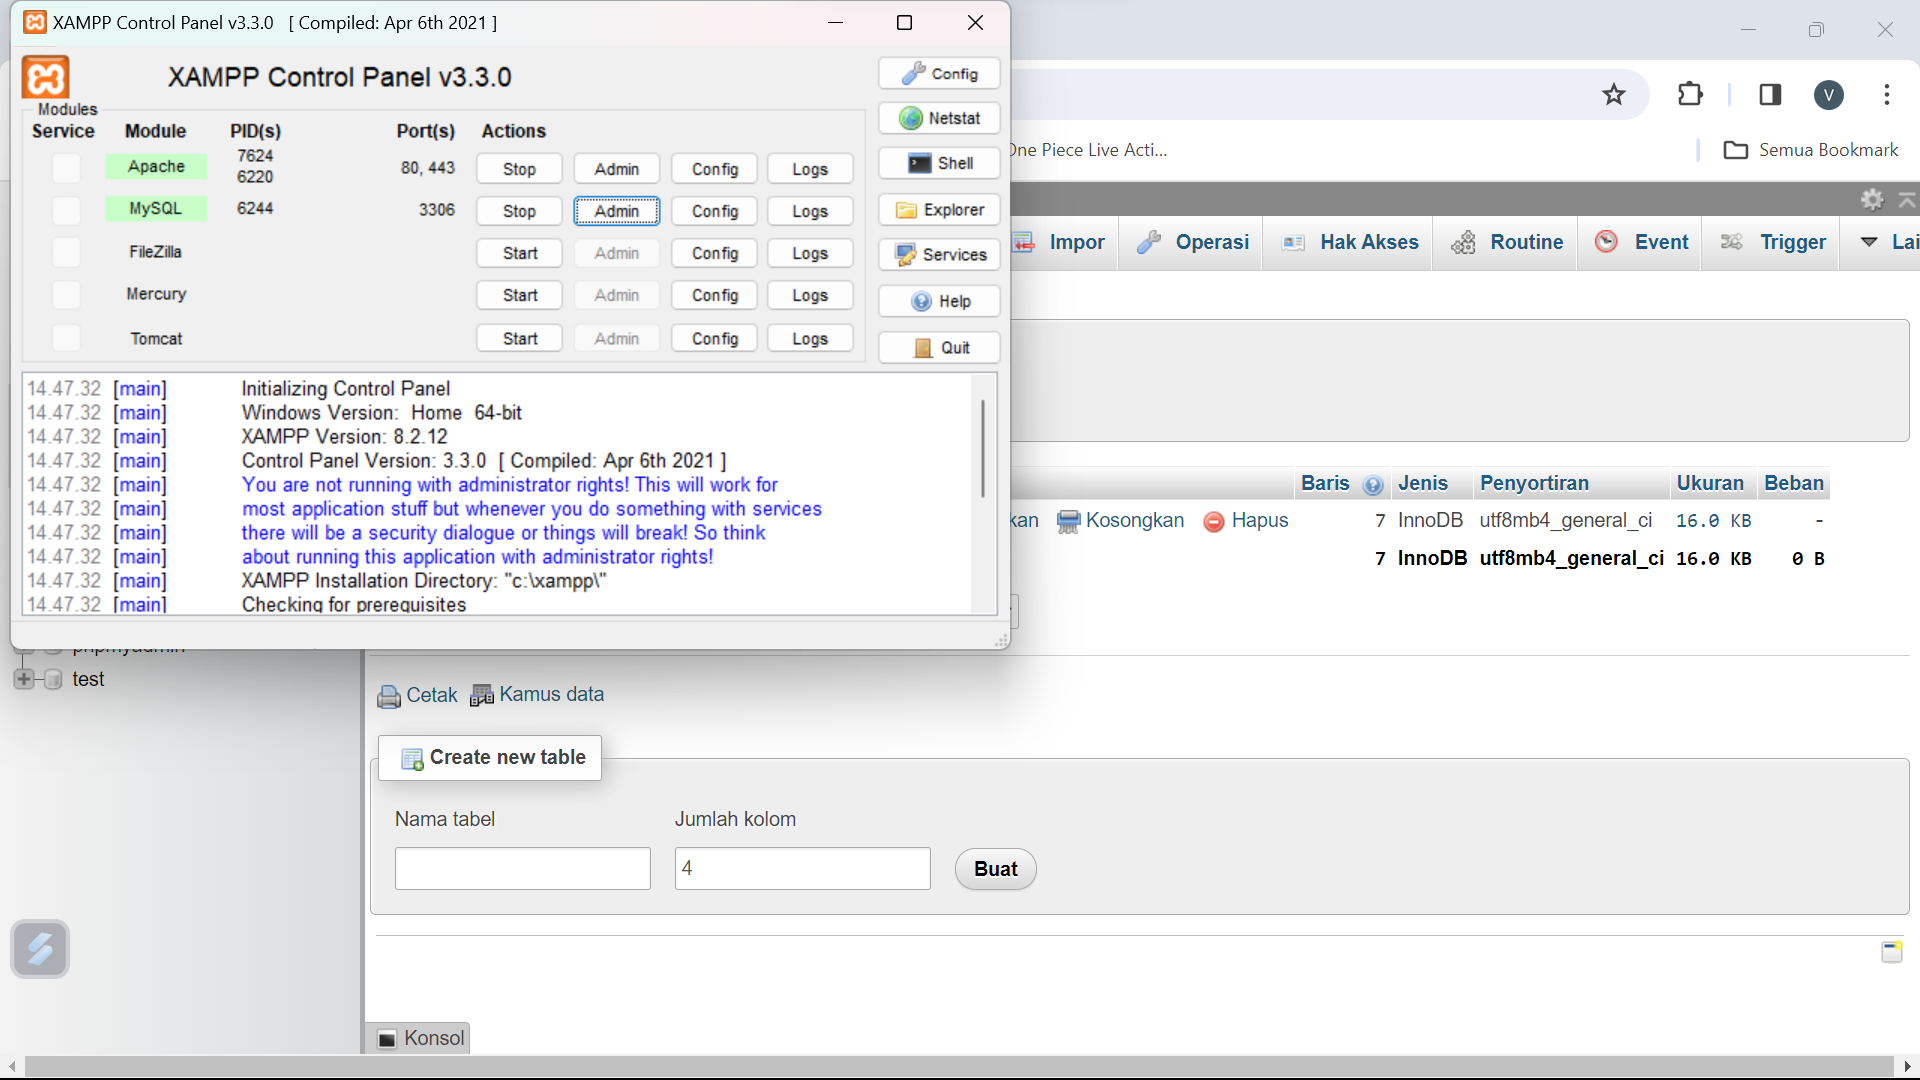 XAMPP Control Panel v3.3.0 [ Compiled: Apr 6th 2021 ]
XAMPP Control Panel v3.3.0
Config
Modules
Service Module PID(s) Port(s) Actions
Netstat
Apache 7624 6220 80, 443 Stop Admin Config Logs
Shell
MySQL 6244 3306 Stop Admin Config Logs
Explorer
FileZilla Start Admin Config Logs
Services
Mercury Start Admin Config Logs
Help
Tomcat Start Admin Config Logs
Quit
14.47.32 [main] Initializing Control Panel
14.47.32 [main] Windows Version: Home 64-bit
14.47.32 [main] XAMPP Version: 8.2.12
14.47.32 [main] Control Panel Version: 3.3.0 [ Compiled: Apr 6th 2021 ]
14.47.32 [main] You are not running with administrator rights! This will work for
14.47.32 [main] most application stuff but whenever you do something with services
14.47.32 [main] there will be a security dialogue or things will break! So think
14.47.32 [main] about running this application with administrator rights!
14.47.32 [main] XAMPP Installation Directory: "c:\xampp\"
14.47.32 [main] Checking for prerequisites
V
One Piece Live Acti...
Semua Bookmark
Impor Operasi Hak Akses Routine Event Trigger Lai
Baris Jenis Penyortiran Ukuran Beban
kan Kosongkan Hapus 7 InnoDB utf8mb4_general_ci 16.0 KB -
7 InnoDB utf8mb4_general_ci 16.0 KB 0 B
phpmyadmin
test
Cetak Kamus data
Create new table
Nama tabel Jumlah kolom
4 Buat
Konsol